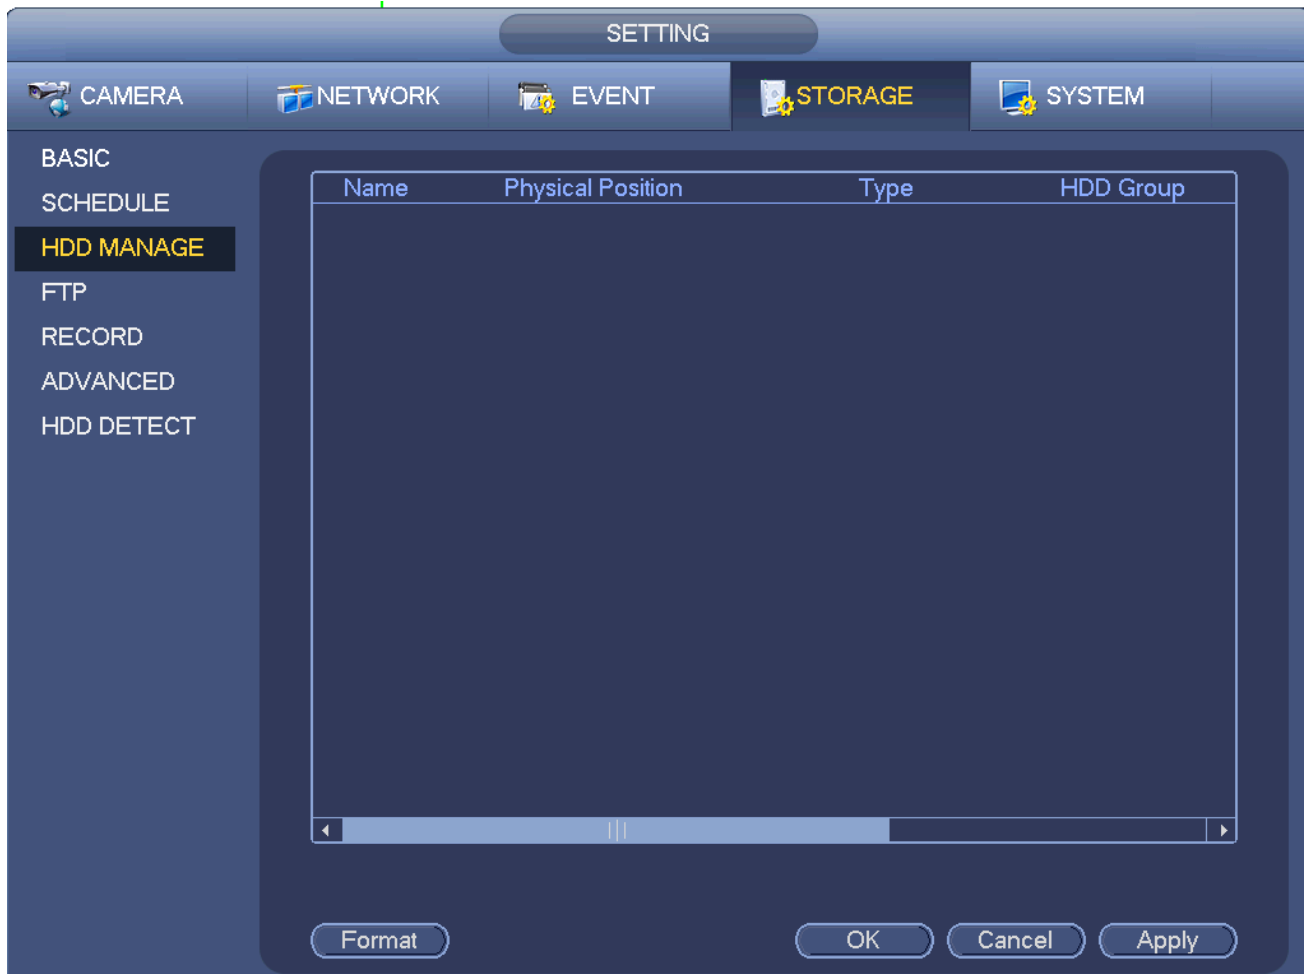 SETTING
CAMERA NETWORK EVENT STORAGE SYSTEM
BASIC
SCHEDULE
HDD MANAGE
FTP
RECORD
ADVANCED
HDD DETECT
Name Physical Position Type HDD Group
Format OK Cancel Apply